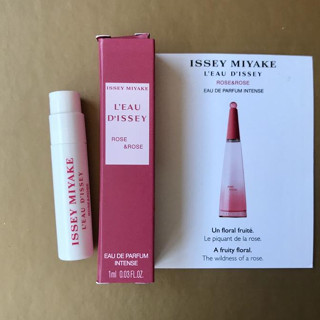 ISSEY MIYAKE
L'EAU D'ISSEY
ISSEY MIYAKE
L'EAU
D'ISSEY
ROSE
&ROSE
EAU DE PARFUM
INTENSE
1ml 0.03 FL.OZ.
ISSEY MIYAKE
L'EAU D'ISSEY
ROSE&ROSE
EAU DE PARFUM INTENSE
Un floral fruité.
Le piquant de la rose.
A fruity floral.
The wildness of a rose.